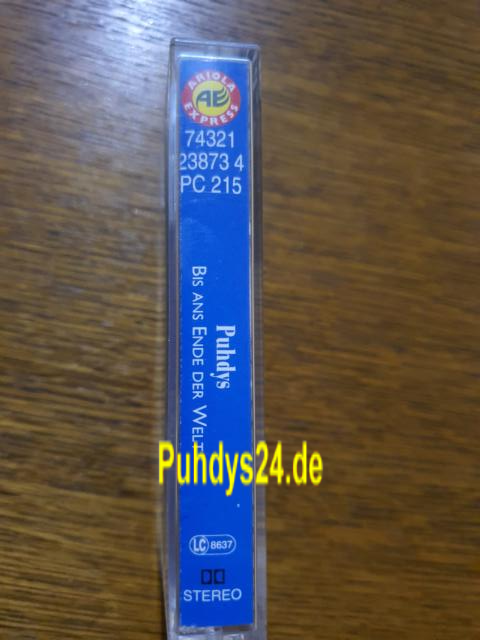 ARIOLA
AE
EXPRESS
74321
23873 4
PC 215
Puhdys
BIS ANS ENDE DER WELT
Puhdys24.de
LC 8637
STEREO